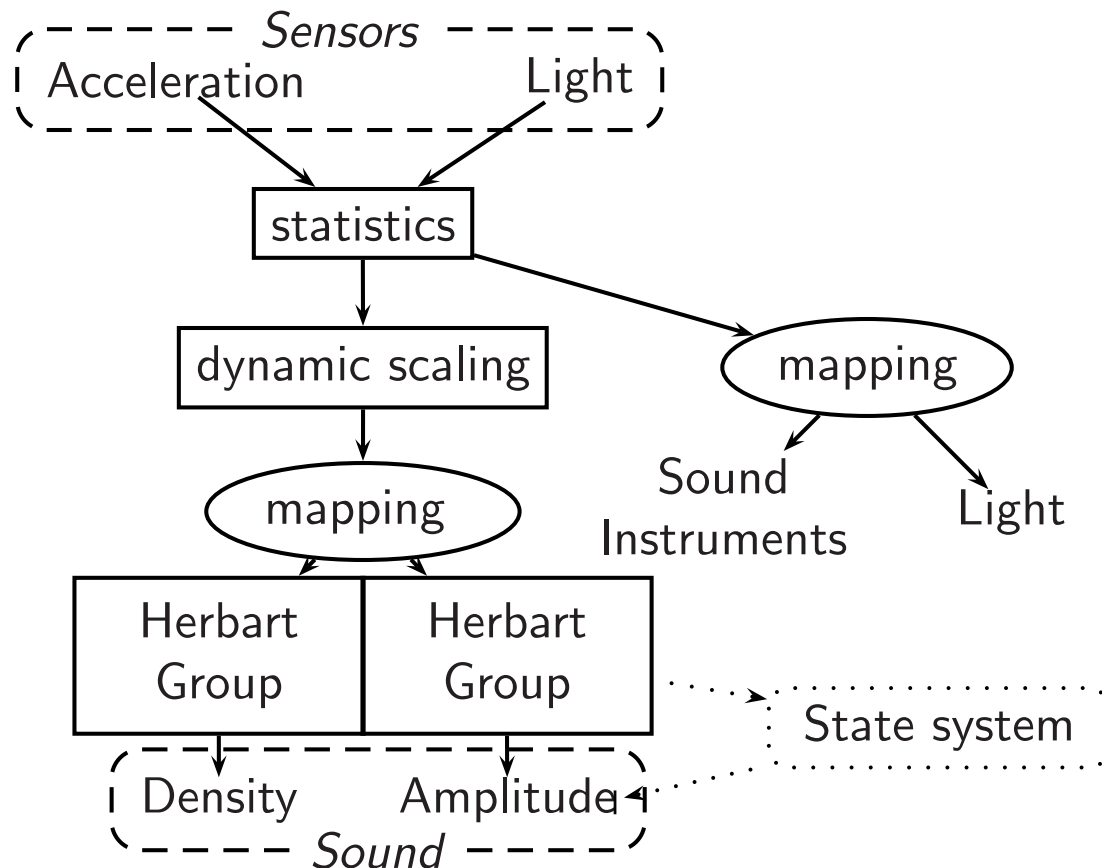 Sensors
Acceleration
Light
statistics
dynamic scaling
mapping
mapping
Sound
Instruments
Light
Herbart
Group
Herbart
Group
State system
Density
Amplitude
Sound